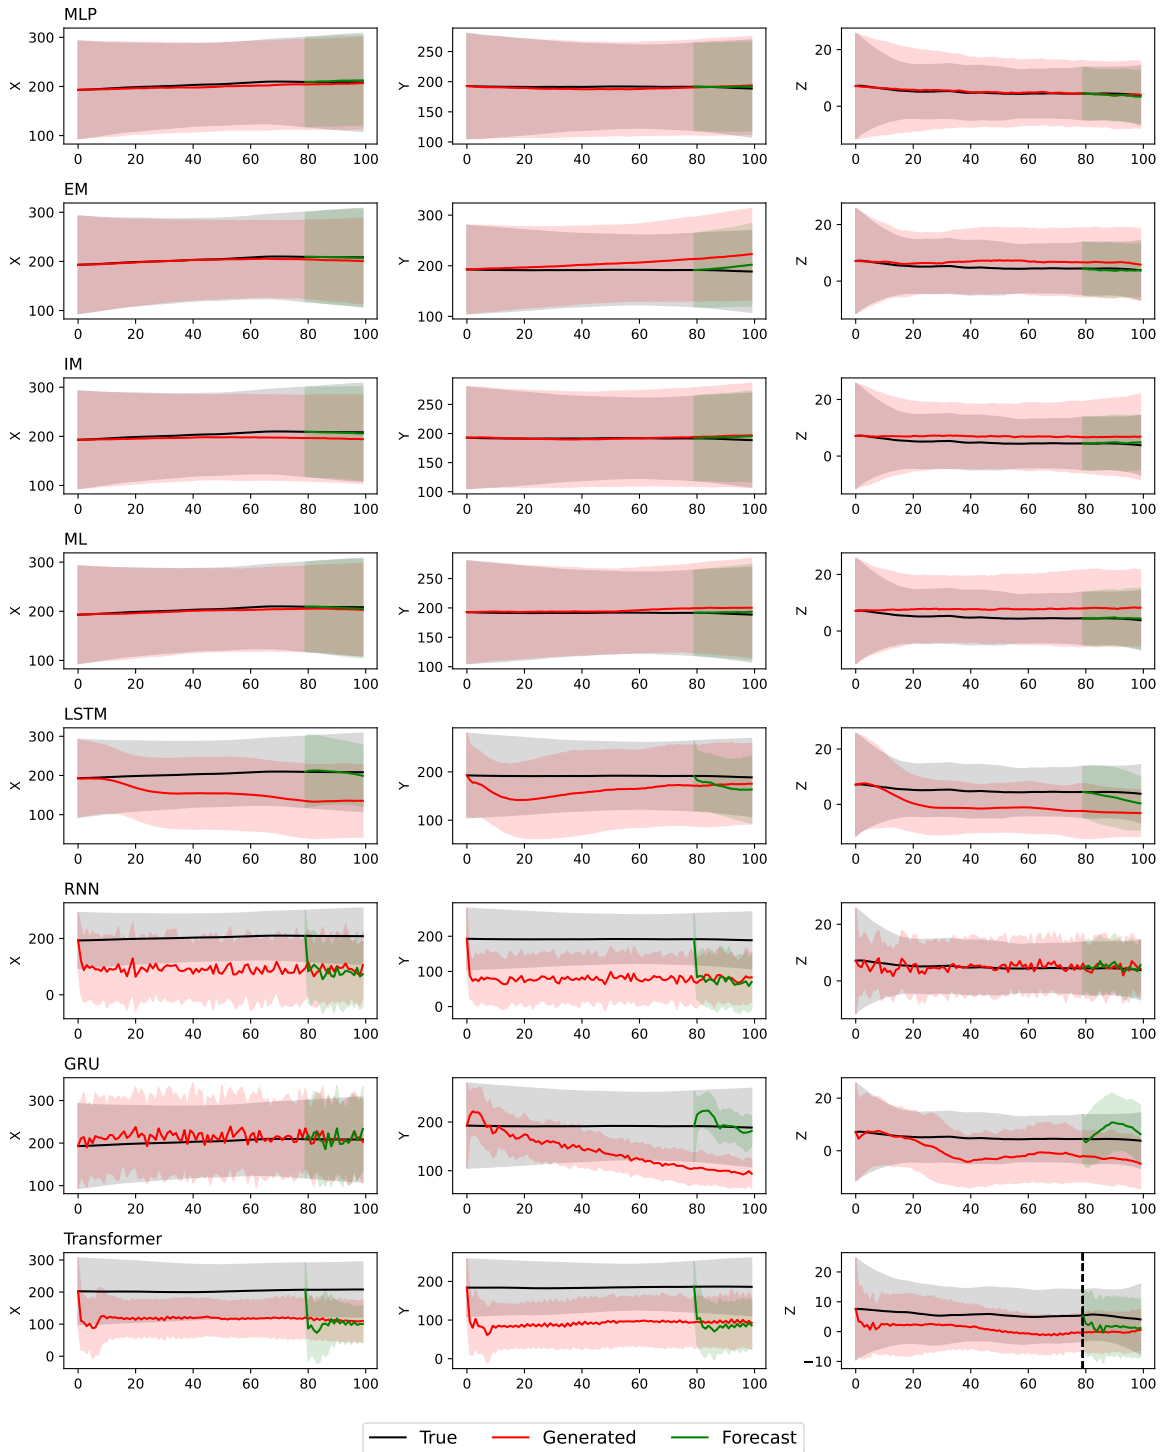 MLP
X 300 200 100 0 20 40 60 80 100
Y 250 200 150 100 0 20 40 60 80 100
Z 20 0 0 20 40 60 80 100
EM
X 300 200 100 0 20 40 60 80 100
Y 300 200 100 0 20 40 60 80 100
Z 20 0 0 20 40 60 80 100
IM
X 300 200 100 0 20 40 60 80 100
Y 250 200 150 100 0 20 40 60 80 100
Z 20 0 0 20 40 60 80 100
ML
X 300 200 100 0 20 40 60 80 100
Y 250 200 150 100 0 20 40 60 80 100
Z 20 0 0 20 40 60 80 100
LSTM
X 300 200 100 0 20 40 60 80 100
Y 200 100 0 20 40 60 80 100
Z 20 0 0 20 40 60 80 100
RNN
X 200 0 0 20 40 60 80 100
Y 200 100 0 0 20 40 60 80 100
Z 20 0 0 20 40 60 80 100
GRU
X 300 200 100 0 20 40 60 80 100
Y 200 100 0 20 40 60 80 100
Z 20 0 0 20 40 60 80 100
Transformer
X 300 200 100 0 0 20 40 60 80 100
Y 200 100 0 0 20 40 60 80 100
Z 20 10 0 −10 0 20 40 60 80 100
True Generated Forecast